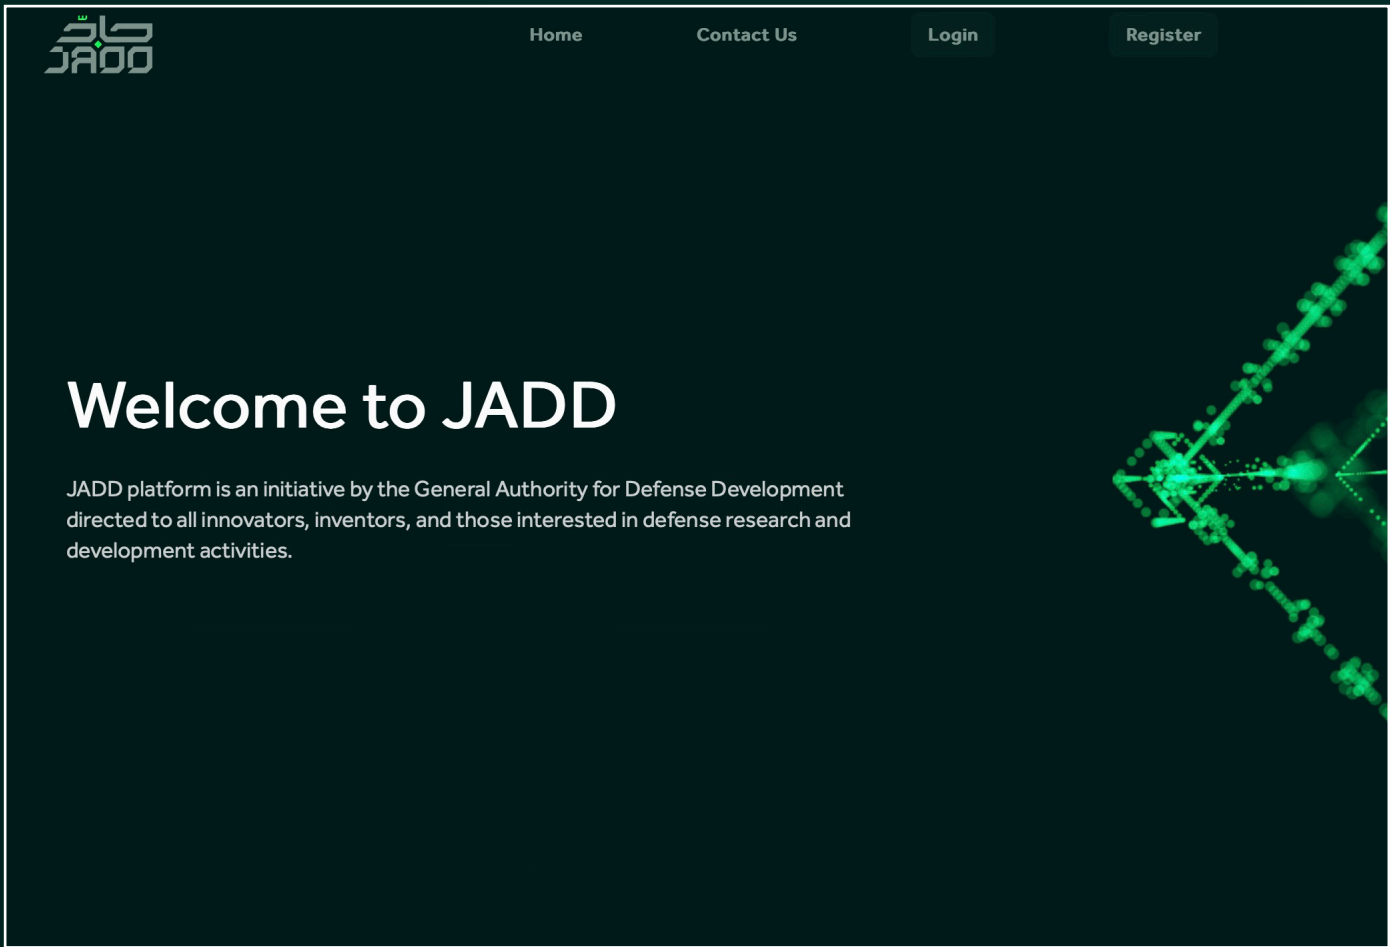 جاد
JADD
Home
Contact Us
Login
Register
Welcome to JADD
JADD platform is an initiative by the General Authority for Defense Development
directed to all innovators, inventors, and those interested in defense research and
development activities.